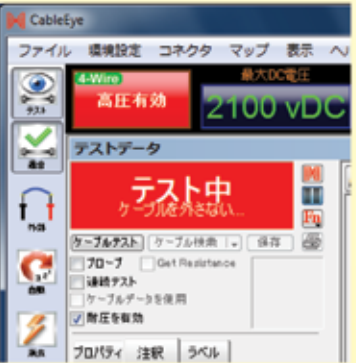 CableEye
ファイル 環境設定 コネクタ マップ 表示
4-Wire
高圧有効
最大DC電圧
2100 vDC
テスト
適合
テストデータ
テスト中
ケーブルを外さない...
ケーブルテスト ケーブル検索 保存
プローブ Get Resistance
連続テスト
ケーブルデータを使用
耐圧を有効
自動
プロパティ 注釈 ラベル